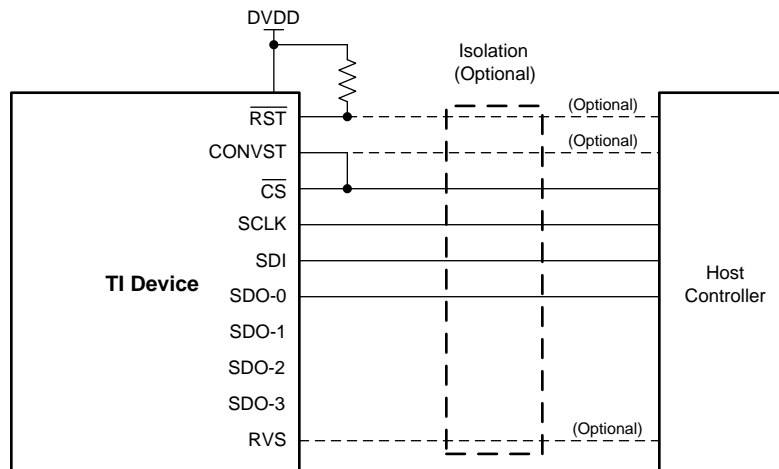 DVDD
Isolation
(Optional)
RST
(Optional)
CONVST
(Optional)
CS
SCLK
SDI
TI Device
SDO-0
Host
Controller
SDO-1
SDO-2
SDO-3
RVS
(Optional)